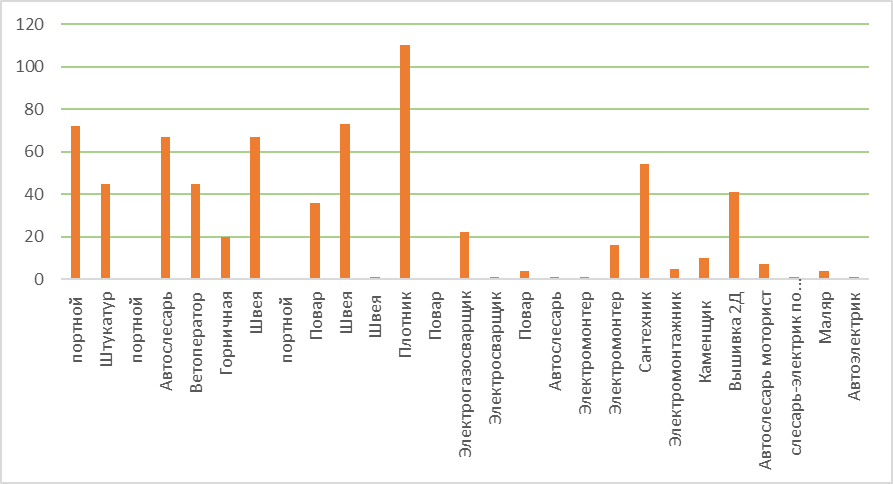 120
100
80
60
40
20
0
портной
Штукатур
портной
Автослесарь
Ветоператор
Горничная
Швея
портной
Повар
Швея
Швея
Плотник
Повар
Электрогазосварщик
Электросварщик
Повар
Автослесарь
Электромонтер
Электромонтер
Сантехник
Электромонтажник
Каменщик
Вышивка 2Д
Автослесарь моторист
слесарь-электрик по…
Маляр
Автоэлектрик